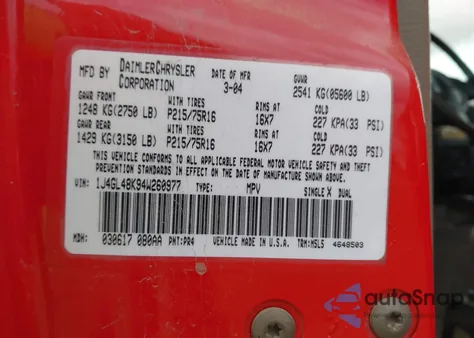 MFD BY DAIMLERCHRYSLER CORPORATION DATE OF MFR 3-04 GVWR 2541 KG(05600 LB)
GAWR FRONT WITH TIRES RIMS AT COLD
1248 KG(2750 LB) P215/75R16 16X7 227 KPA(33 PSI)
GAWR REAR WITH TIRES RIMS AT COLD
1429 KG(3150 LB) P215/75R16 16X7 227 KPA(33 PSI)
THIS VEHICLE CONFORMS TO ALL APPLICABLE FEDERAL MOTOR VEHICLE SAFETY AND THEFT
PREVENTION STANDARDS IN EFFECT ON THE DATE OF MANUFACTURE SHOWN ABOVE.
VIN: 1J4GL48K94W260977 TYPE: MPV SINGLE X DUAL
MDH: 030617 080AA PNT:PR4 VEHICLE MADE IN U.S.A. TRM:MSLS 4648503
autoSnap